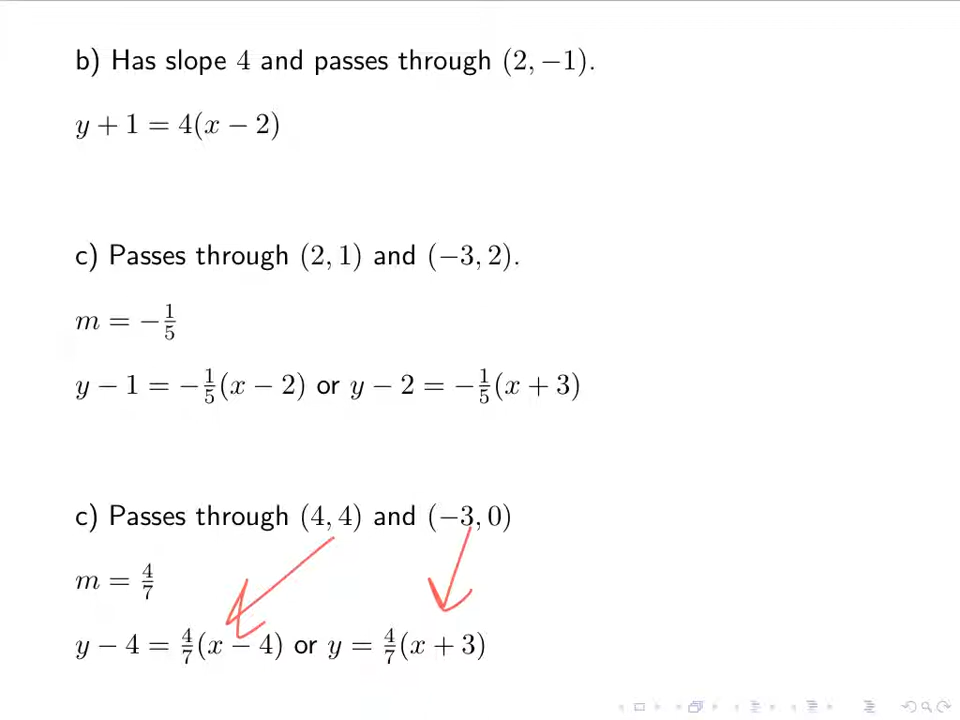 b) Has slope 4 and passes through (2, −1).
y + 1 = 4(x − 2)
c) Passes through (2, 1) and (−3, 2).
m = −1/5
y − 1 = −1/5(x − 2) or y − 2 = −1/5(x + 3)
c) Passes through (4, 4) and (−3, 0)
m = 4/7
y − 4 = 4/7(x − 4) or y = 4/7(x + 3)